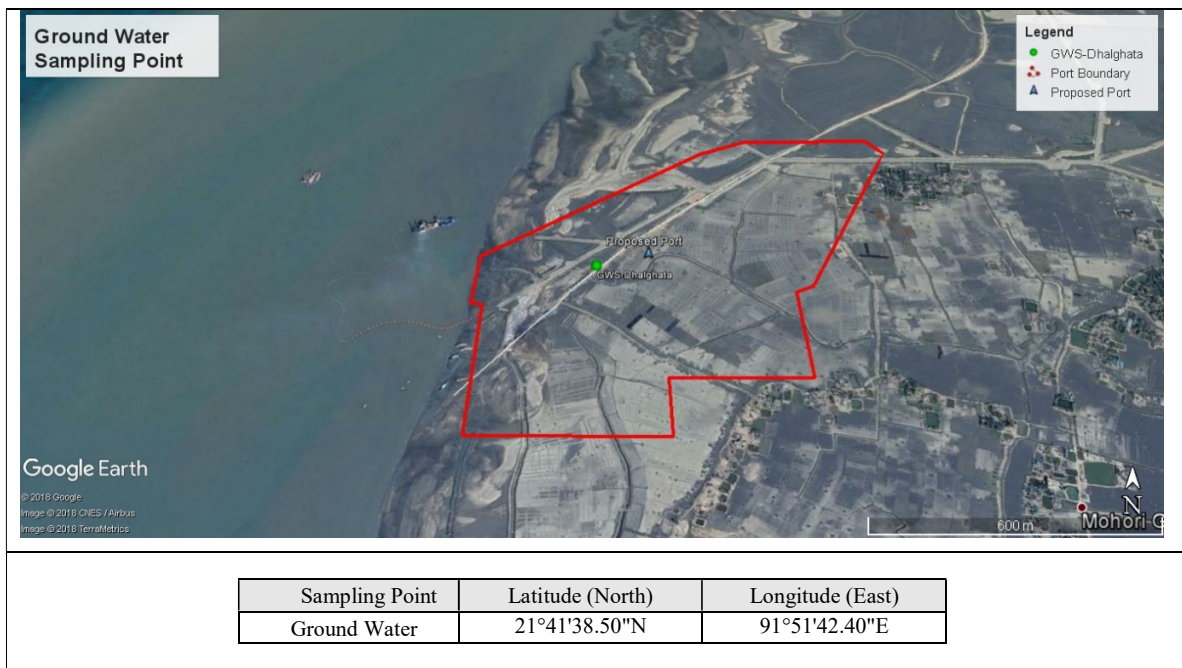 Ground Water
Sampling Point
Legend
GWS-Dhalghata
Port Boundary
Proposed Port
Proposed Port
GWS-Dhalghata
Google Earth
© 2018 Google
Image © 2018 CNES / Airbus
Image © 2018 TerraMetrics
600 m
N
Mohori G
Sampling Point Latitude (North) Longitude (East)
Ground Water 21°41'38.50"N 91°51'42.40"E